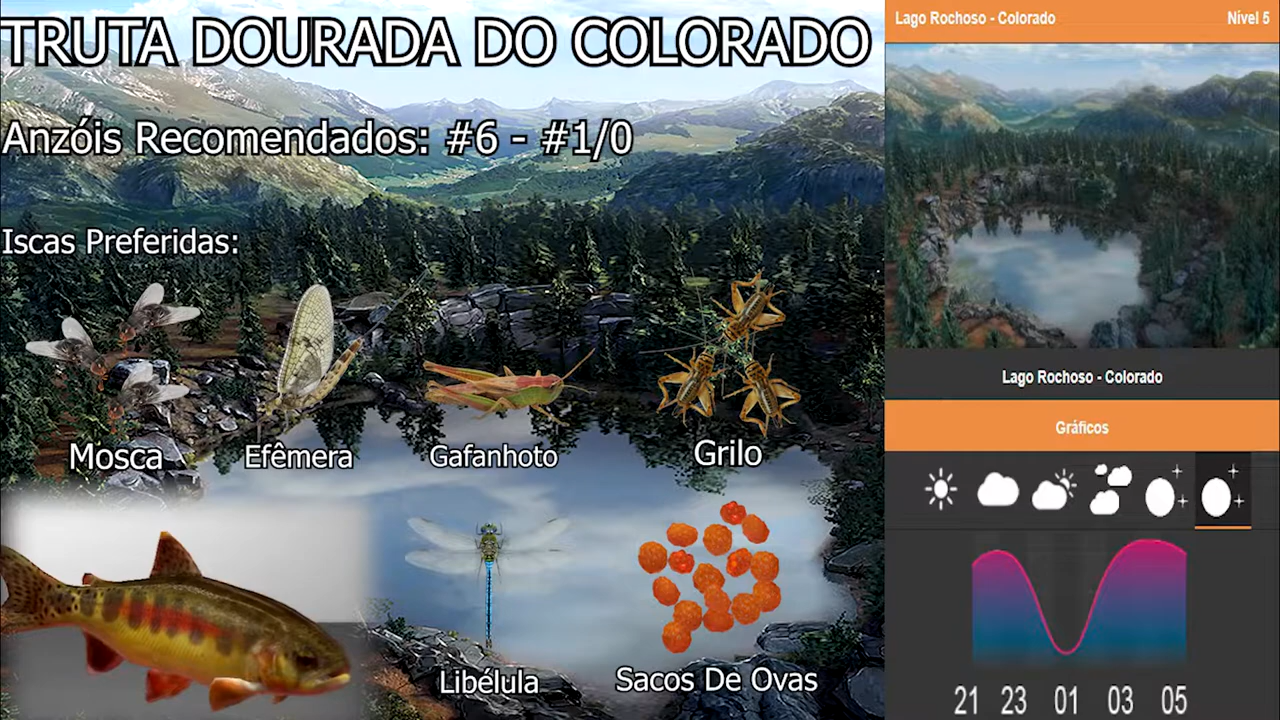 TRUTA DOURADA DO COLORADO
Anzóis Recomendados: #6 - #1/0
Iscas Preferidas:
Mosca
Efêmera
Gafanhoto
Grilo
Libélula
Sacos De Ovas
Lago Rochoso - Colorado
Nível 5
Lago Rochoso - Colorado
Gráficos
21 23 01 03 05